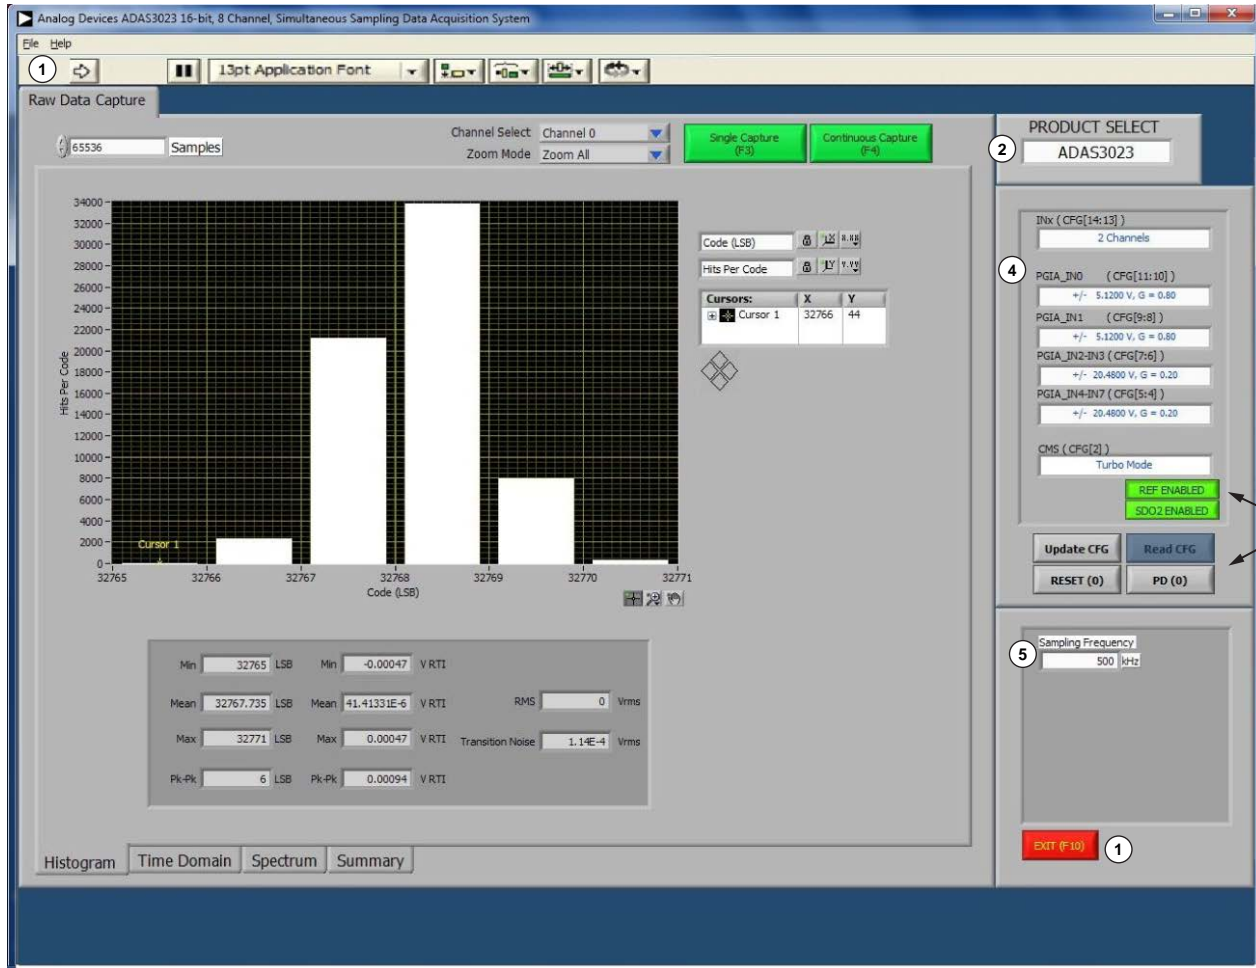 Analog Devices ADAS3023 16-bit, 8 Channel, Simultaneous Sampling Data Acquisition System
File Help
1 13pt Application Font
Raw Data Capture
65536 Samples
Channel Select Channel 0
Zoom Mode Zoom All
Single Capture
(F3)
Continuous Capture
(F4)
34000
32000
30000
28000
26000
24000
22000
20000
18000
16000
14000
12000
10000
8000
6000
4000
2000
0
Hits Per Code
Cursor 1
32765 32766 32767 32768 32769 32770 32771
Code (LSB)
Code (LSB)
Hits Per Code
Cursors: X Y
Cursor 1 32766 44
Min 32765 LSB Min -0.00047 V RTI
Mean 32767.735 LSB Mean 41.41331E-6 V RTI RMS 0 Vrms
Max 32771 LSB Max 0.00047 V RTI Transition Noise 1.14E-4 Vrms
Pk-Pk 6 LSB Pk-Pk 0.00094 V RTI
Histogram Time Domain Spectrum Summary
PRODUCT SELECT
2 ADAS3023
INx ( CFG[14:13] )
2 Channels
4
PGIA_IN0 ( CFG[11:10] )
+/- 5.1200 V, G = 0.80
PGIA_IN1 ( CFG[9:8] )
+/- 5.1200 V, G = 0.80
PGIA_IN2-IN3 ( CFG[7:6] )
+/- 20.4800 V, G = 0.20
PGIA_IN4-IN7 ( CFG[5:4] )
+/- 20.4800 V, G = 0.20
CMS ( CFG[2] )
Turbo Mode
REF ENABLED
SDO2 ENABLED
Update CFG Read CFG
RESET (0) PD (0)
Sampling Frequency
5 500 kHz
EXIT (F10) 1